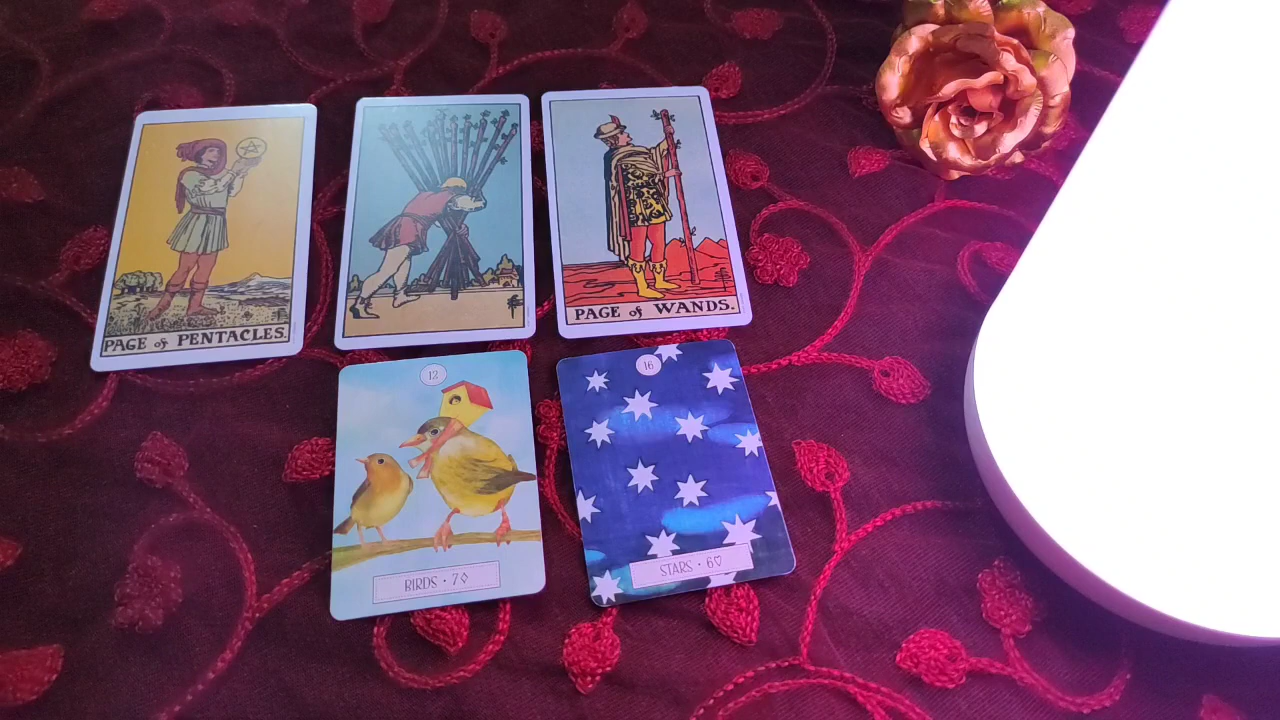 PAGE of PENTACLES.
PAGE of WANDS.
12
BIRDS • 7♢
16
STARS • 6♡